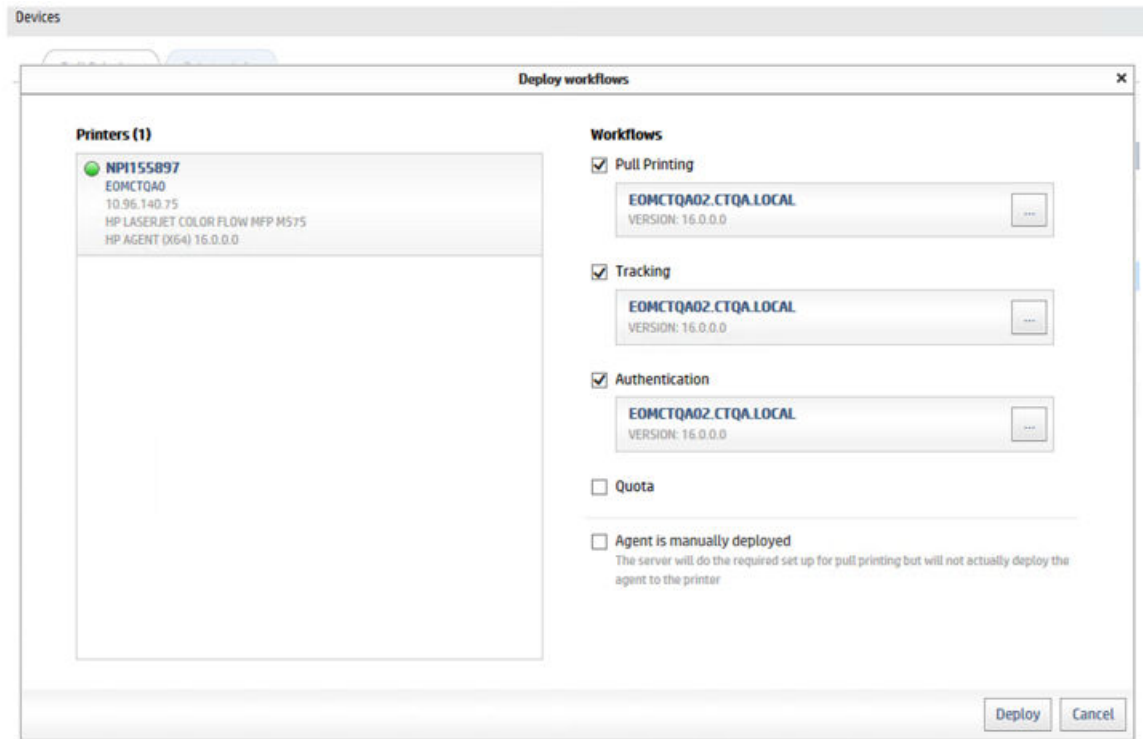 Devices
Deploy workflows
Printers (1)
NPI155897
EOMCTQA0
10.96.140.75
HP LASERJET COLOR FLOW MFP M575
HP AGENT (X64) 16.0.0.0
Workflows
Pull Printing
EOMCTQA02.CTQA.LOCAL
VERSION: 16.0.0.0
...
Tracking
EOMCTQA02.CTQA.LOCAL
VERSION: 16.0.0.0
...
Authentication
EOMCTQA02.CTQA.LOCAL
VERSION: 16.0.0.0
...
Quota
Agent is manually deployed
The server will do the required set up for pull printing but will not actually deploy the
agent to the printer
Deploy
Cancel